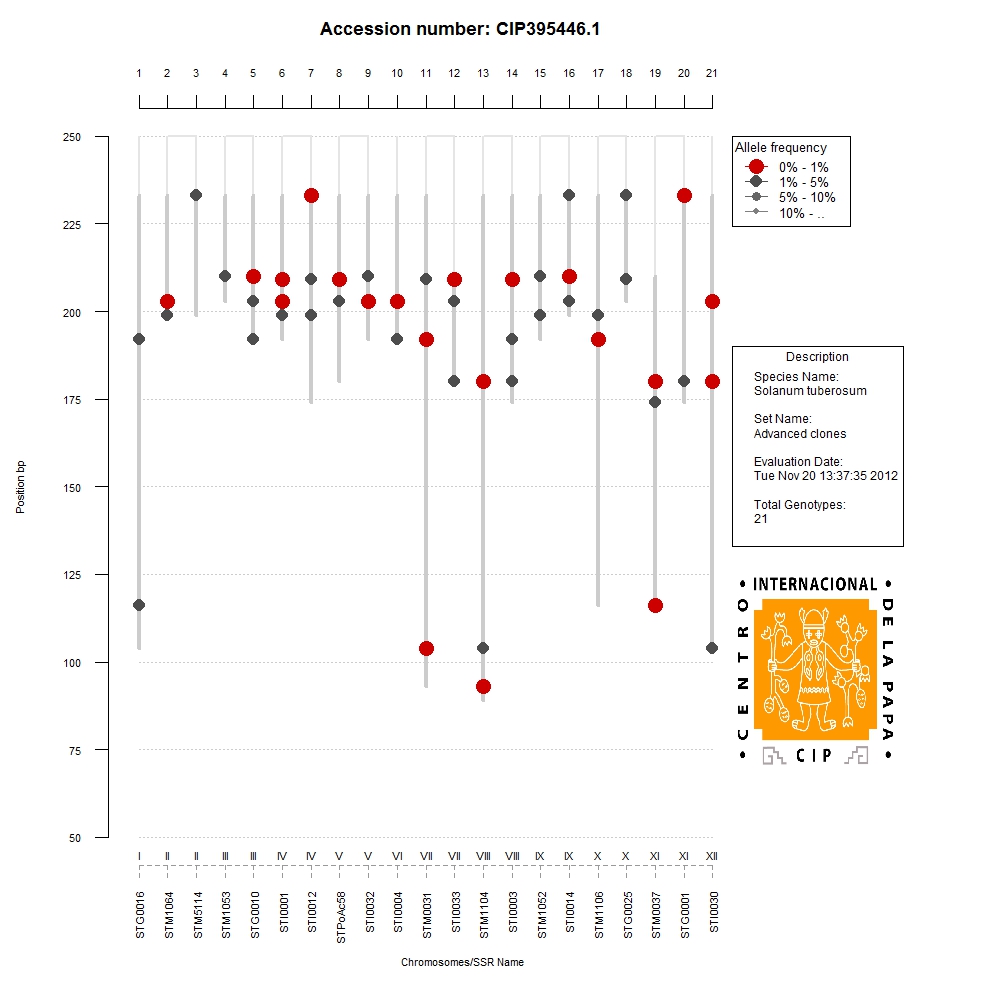 Accession number: CIP395446.1
1 2 3 4 5 6 7 8 9 10 11 12 13 14 15 16 17 18 19 20 21
250
225
200
175
150
125
100
75
50
Position bp
Allele frequency
0% - 1%
1% - 5%
5% - 10%
10% - ..
Description
Species Name:
Solanum tuberosum
Set Name:
Advanced clones
Evaluation Date:
Tue Nov 20 13:37:35 2012
Total Genotypes:
21
• INTERNACIONAL •
CENTRO
DE LA PAPA
• CIP •
I II II III III IV IV V V VI VII VII VIII VIII IX IX X X XI XI XII
STG0016 STM1064 STM5114 STM1053 STG0010 STI0001 STI0012 STPoAc58 STI0032 STI0004 STM0031 STI0033 STM1104 STI0003 STM1052 STI0014 STM1106 STG0025 STM0037 STG0001 STI0030
Chromosomes/SSR Name